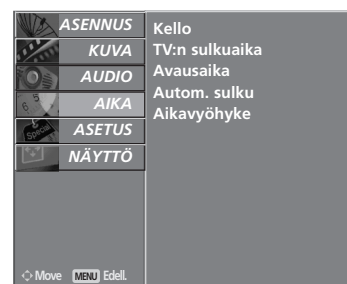 ASENNUS
KUVA
AUDIO
AIKA
ASETUS
NÄYTTÖ
Kello
TV:n sulkuaika
Avausaika
Autom. sulku
Aikavyöhyke
Move MENU Edell.